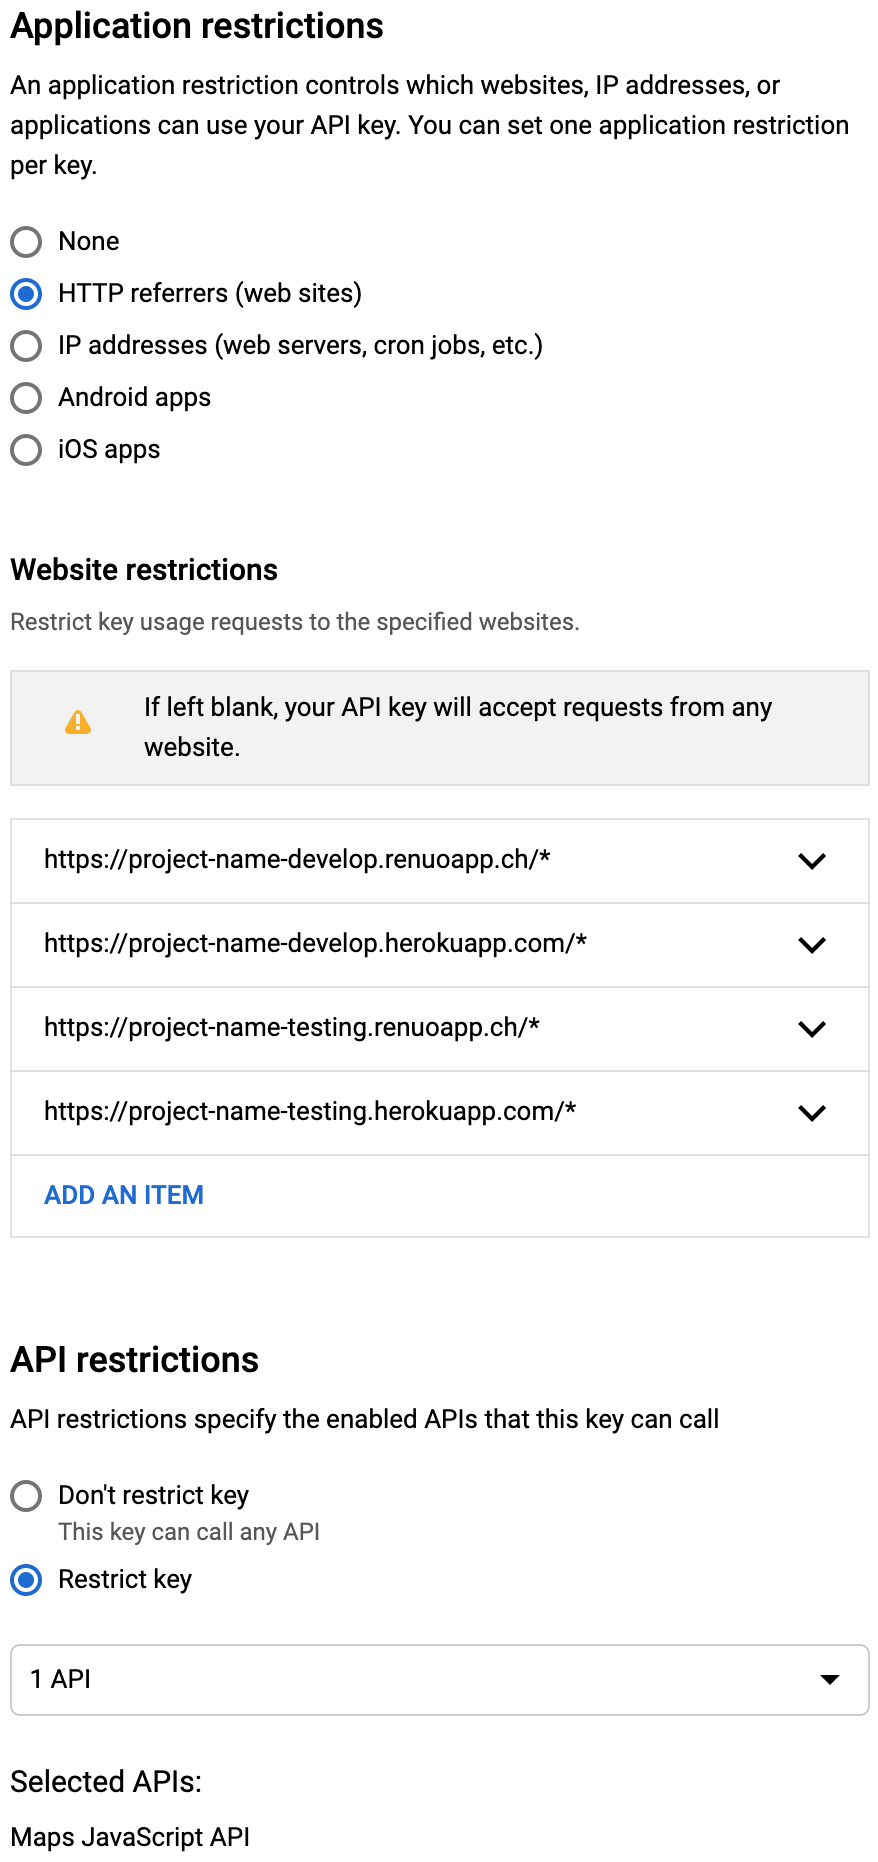 Application restrictions
An application restriction controls which websites, IP addresses, or
applications can use your API key. You can set one application restriction
per key.
None
HTTP referrers (web sites)
IP addresses (web servers, cron jobs, etc.)
Android apps
iOS apps
Website restrictions
Restrict key usage requests to the specified websites.
If left blank, your API key will accept requests from any
website.
https://project-name-develop.renuoapp.ch/*
https://project-name-develop.herokuapp.com/*
https://project-name-testing.renuoapp.ch/*
https://project-name-testing.herokuapp.com/*
ADD AN ITEM
API restrictions
API restrictions specify the enabled APIs that this key can call
Don't restrict key
This key can call any API
Restrict key
1 API
Selected APIs:
Maps JavaScript API